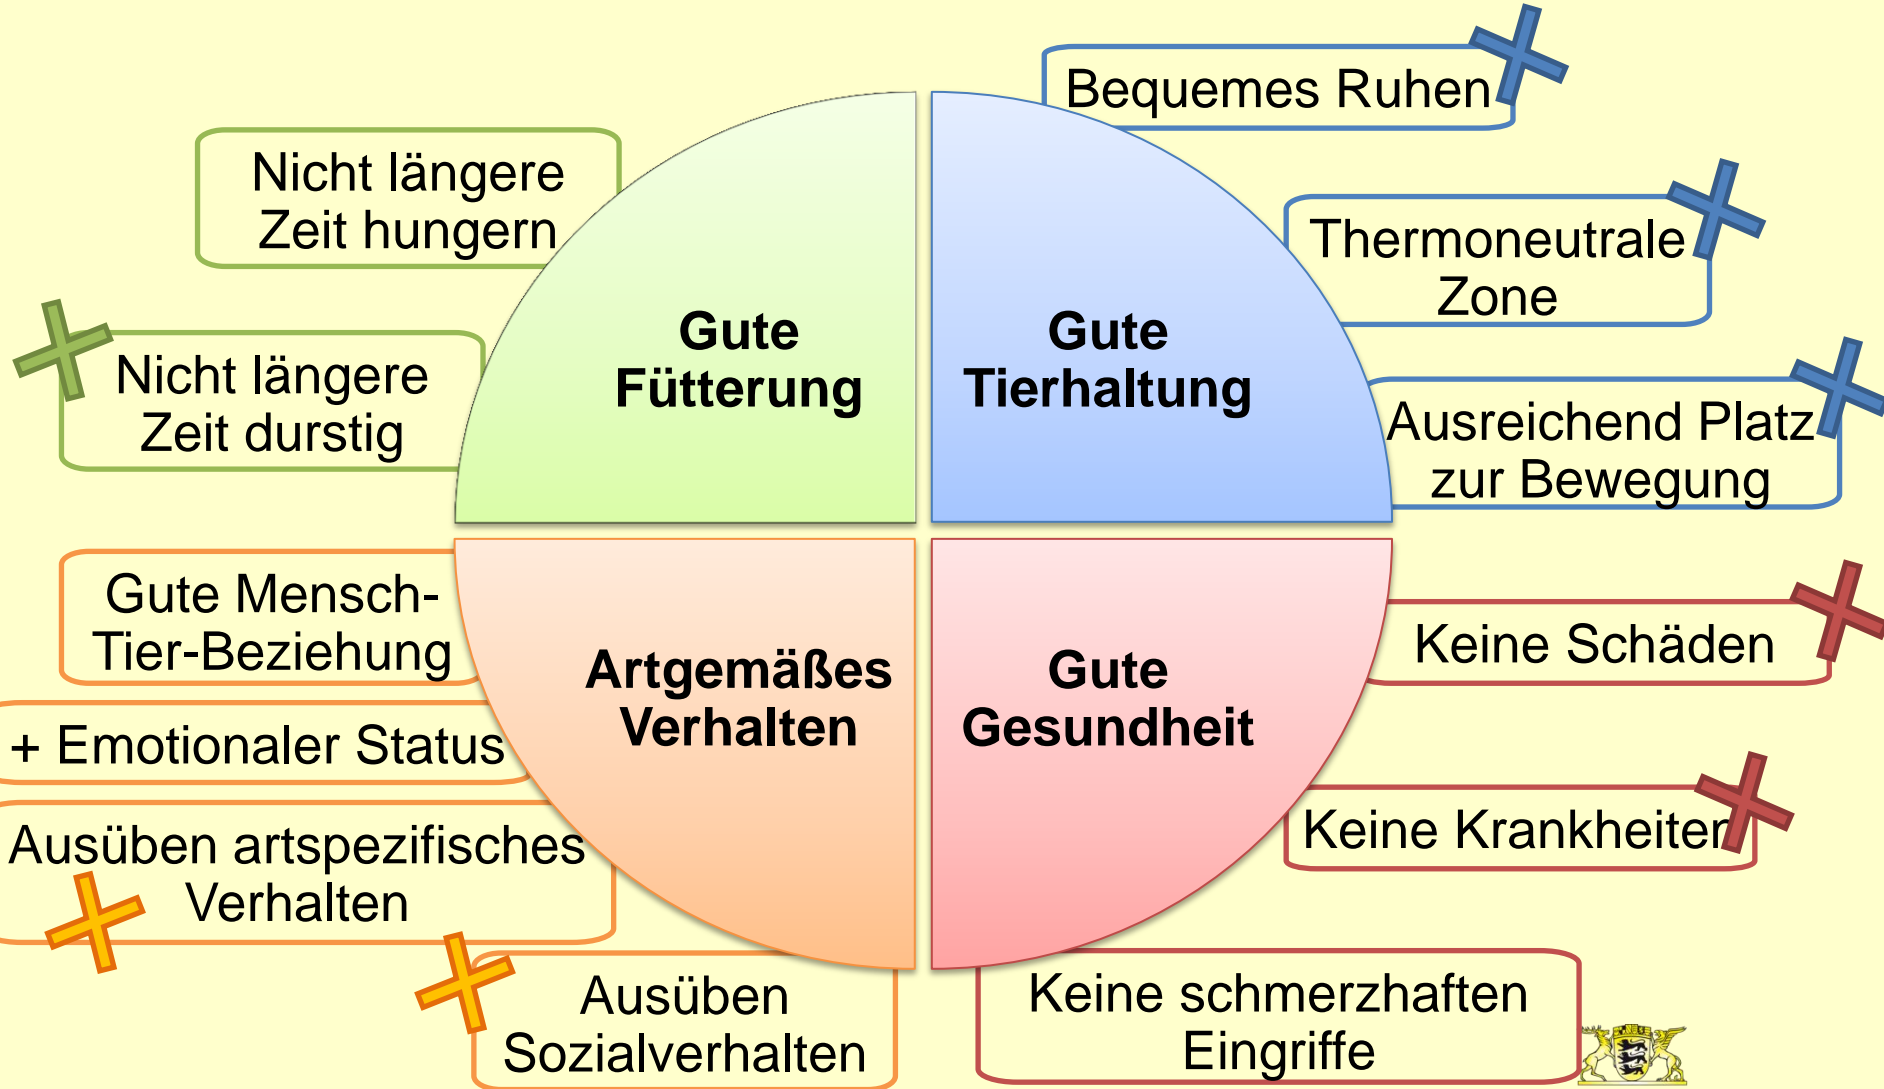 Bequemes Ruhen
Nicht längere
Zeit hungern
Thermoneutrale
Zone
Gute
Fütterung
Gute
Tierhaltung
Nicht längere
Zeit durstig
Ausreichend Platz
zur Bewegung
Gute Mensch-
Tier-Beziehung
Artgemäßes
Verhalten
Gute
Gesundheit
Keine Schäden
+ Emotionaler Status
Ausüben artspezifisches
Verhalten
Keine Krankheiten
Ausüben
Sozialverhalten
Keine schmerzhaften
Eingriffe